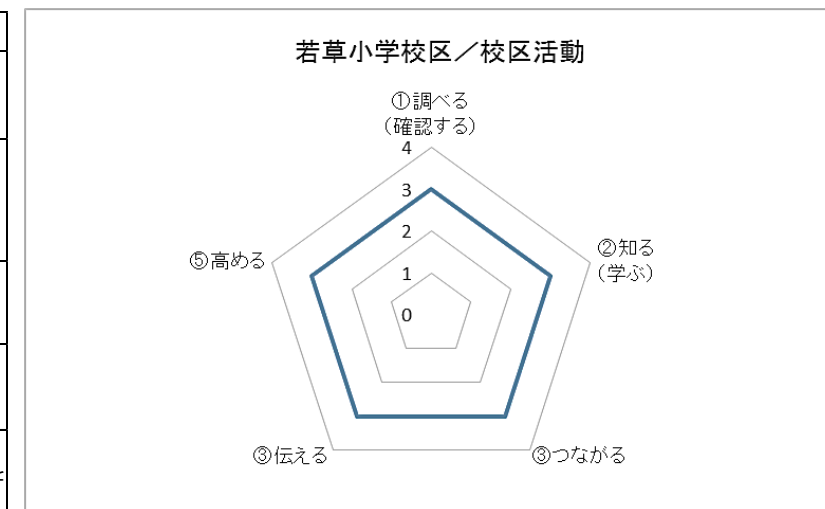 若草小学校区／校区活動
①調べる
（確認する）
4
3
2
1
0
②知る
（学ぶ）
⑤高める
③伝える
③つながる